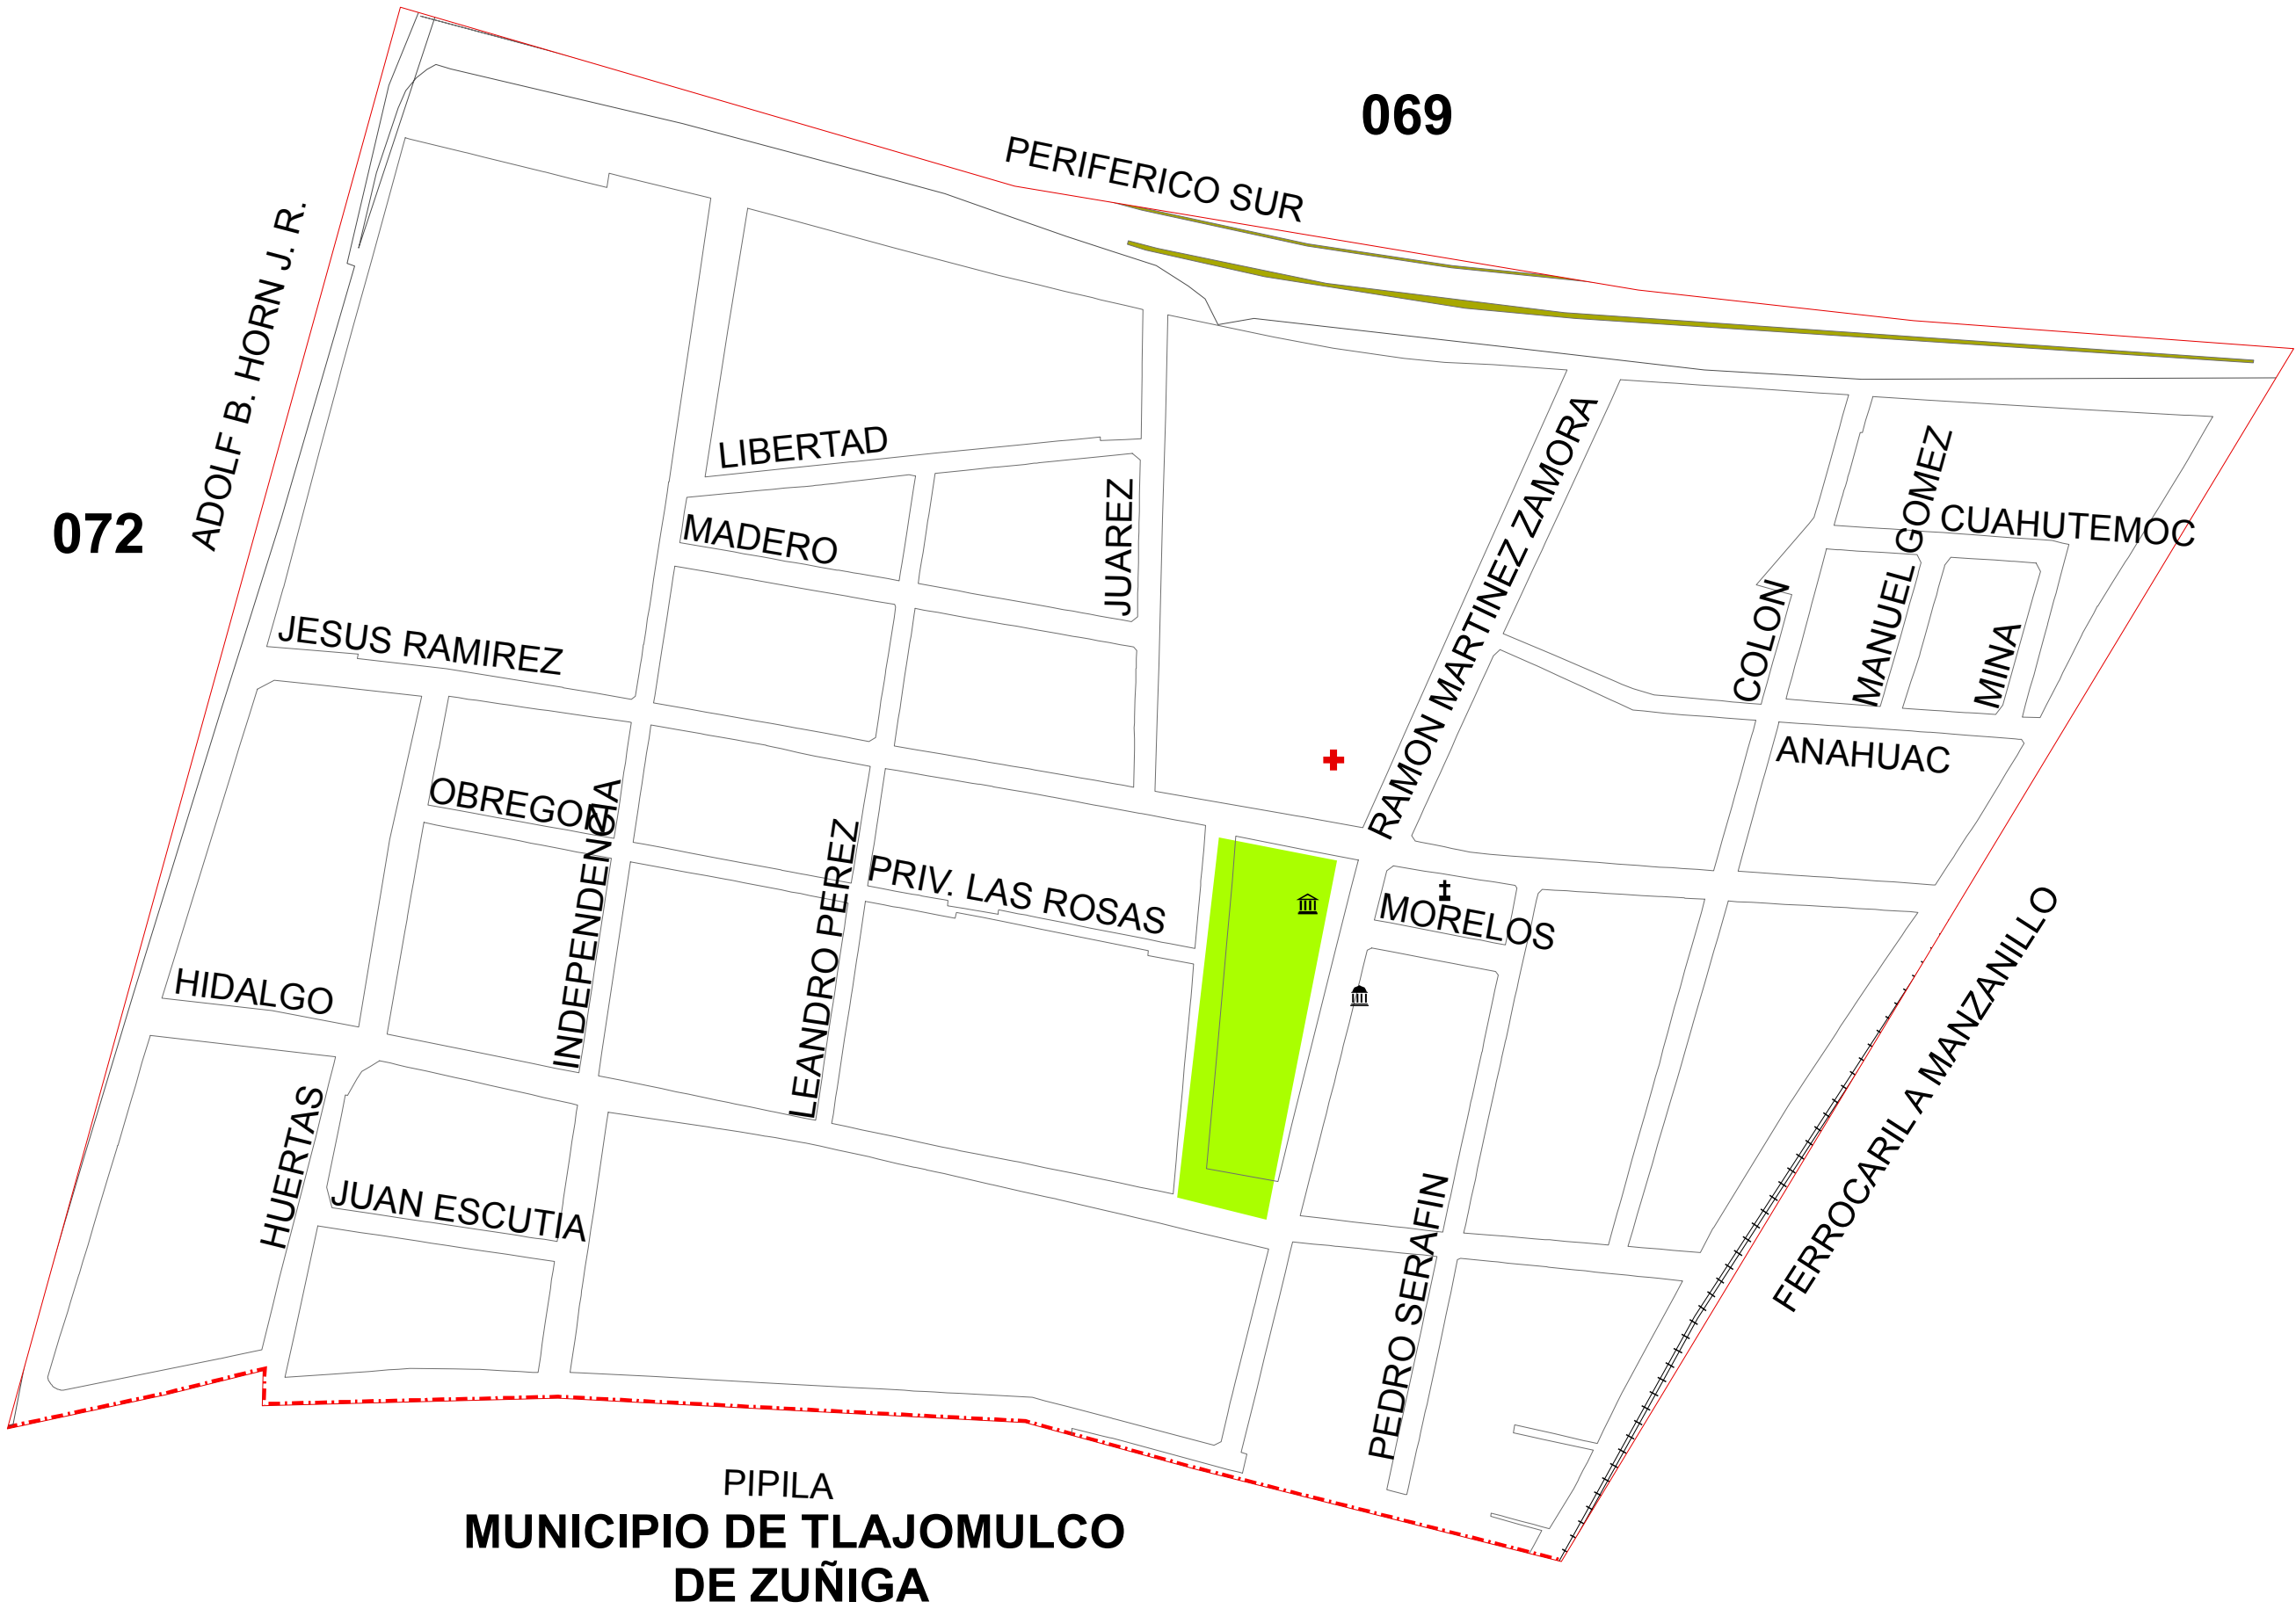 069
PERIFERICO SUR
ADOLF B. HORN J. R.
072
LIBERTAD
MADERO
JUAREZ
RAMON MARTINEZ ZAMORA
MANUEL GOMEZ
CUAHUTEMOC
COLON
MINA
JESUS RAMIREZ
ANAHUAC
OBREGON
INDEPENDENCIA
LEANDRO PEREZ
PRIV. LAS ROSAS
MORELOS
HIDALGO
FERROCARIL A MANZANILLO
HUERTAS
JUAN ESCUTIA
PEDRO SERAFIN
PIPILA
MUNICIPIO DE TLAJOMULCO
DE ZUÑIGA